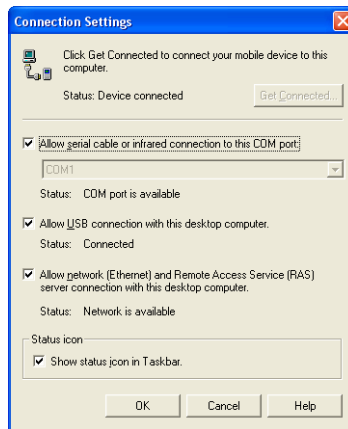 Connection Settings
Click Get Connected to connect your mobile device to this
computer.
Status: Device connected
Get Connected...
Allow serial cable or infrared connection to this COM port:
COM1
Status: COM port is available
Allow USB connection with this desktop computer.
Status: Connected
Allow network (Ethernet) and Remote Access Service (RAS)
server connection with this desktop computer.
Status: Network is available
Status icon
Show status icon in Taskbar.
OK Cancel Help